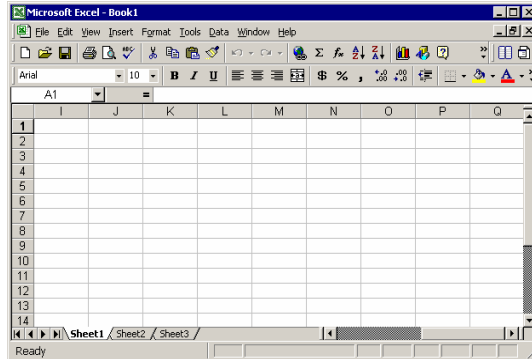 Microsoft Excel - Book1
File Edit View Insert Format Tools Data Window Help
Arial 10 B I U $ % ,
A1 =
I J K L M N O P Q
1
2
3
4
5
6
7
8
9
10
11
12
13
14
Sheet1 Sheet2 Sheet3
Ready